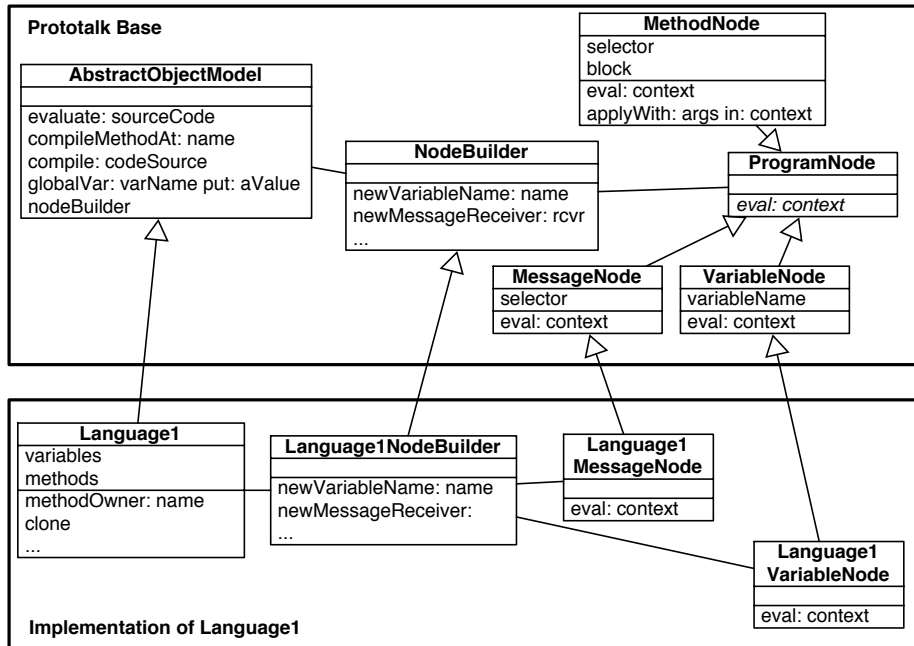 Prototalk Base
MethodNode
selector
block
eval: context
applyWith: args in: context
AbstractObjectModel
evaluate: sourceCode
compileMethodAt: name
compile: codeSource
globalVar: varName put: aValue
nodeBuilder
NodeBuilder
newVariableName: name
newMessageReceiver: rcvr
...
ProgramNode
eval: context
MessageNode
selector
eval: context
VariableNode
variableName
eval: context
Language1
variables
methods
methodOwner: name
clone
...
Language1NodeBuilder
newVariableName: name
newMessageReceiver:
...
Language1
MessageNode
eval: context
Language1
VariableNode
eval: context
Implementation of Language1